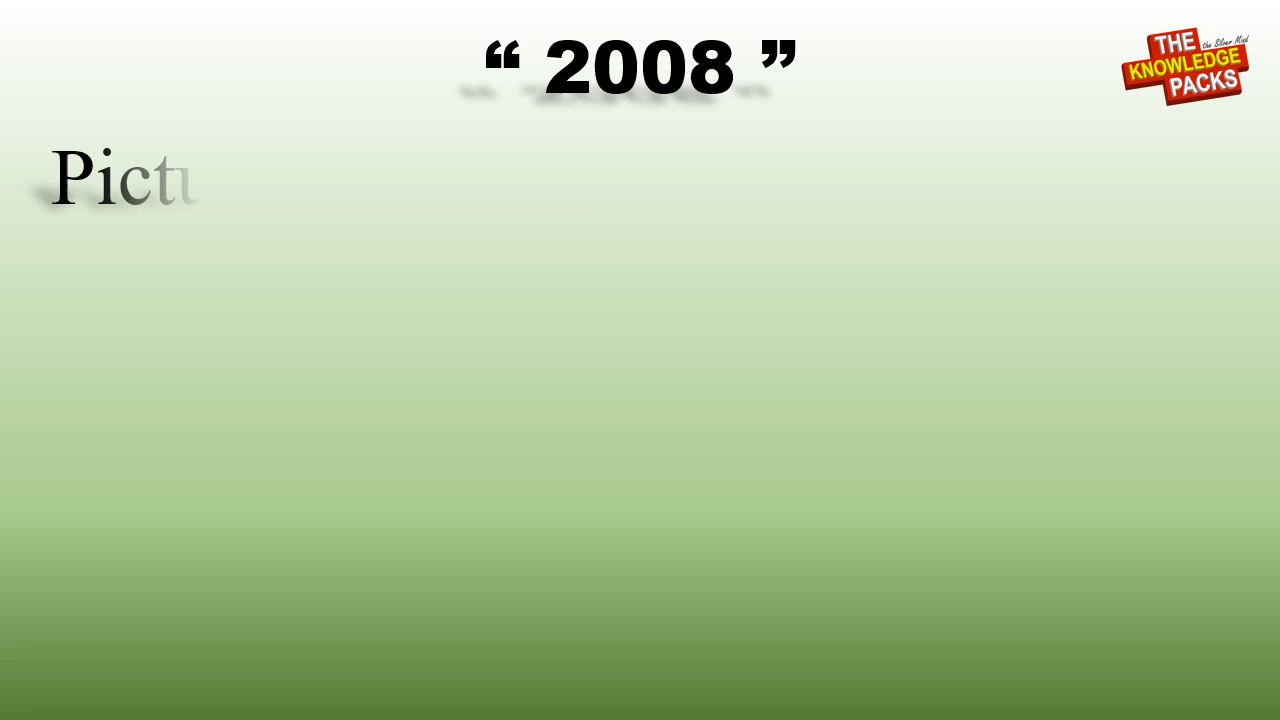 “ 2008 ”
THE
the Silver Mind
KNOWLEDGE
PACKS
Pictu